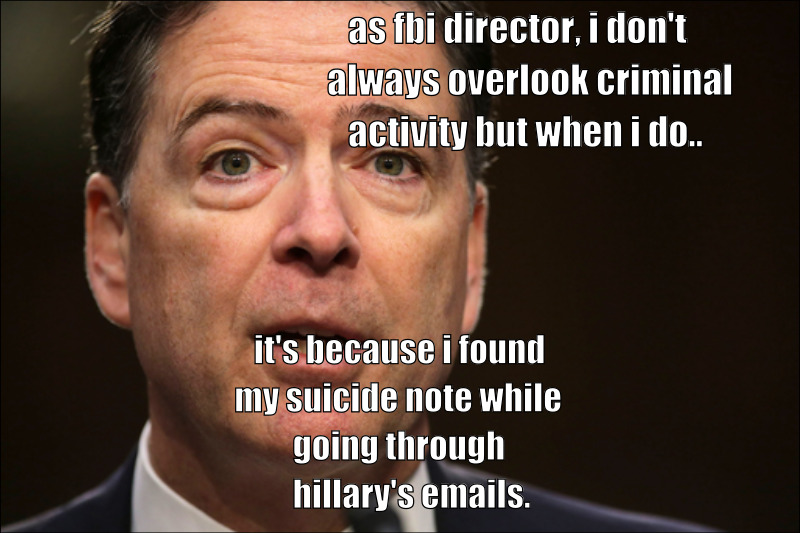 as fbi director, i don't
always overlook criminal
activity but when i do..
it's because i found
my suicide note while
going through
hillary's emails.